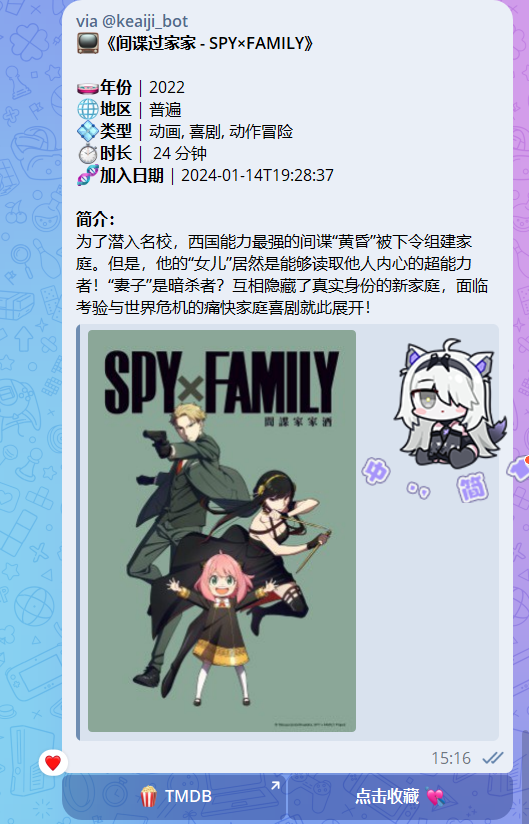 via @keaiji_bot
《间谍过家家 - SPY×FAMILY》
年份 | 2022
地区 | 普遍
类型 | 动画, 喜剧, 动作冒险
时长 | 24 分钟
加入日期 | 2024-01-14T19:28:37
简介：
为了潜入名校，西国能力最强的间谍“黄昏”被下令组建家
庭。但是，他的“女儿”居然是能够读取他人内心的超能力
者！“妻子”是暗杀者？互相隐藏了真实身份的新家庭，面临
考验与世界危机的痛快家庭喜剧就此展开！
SPY×FAMILY
間諜家家酒
中 简
15:16
TMDB
点击收藏